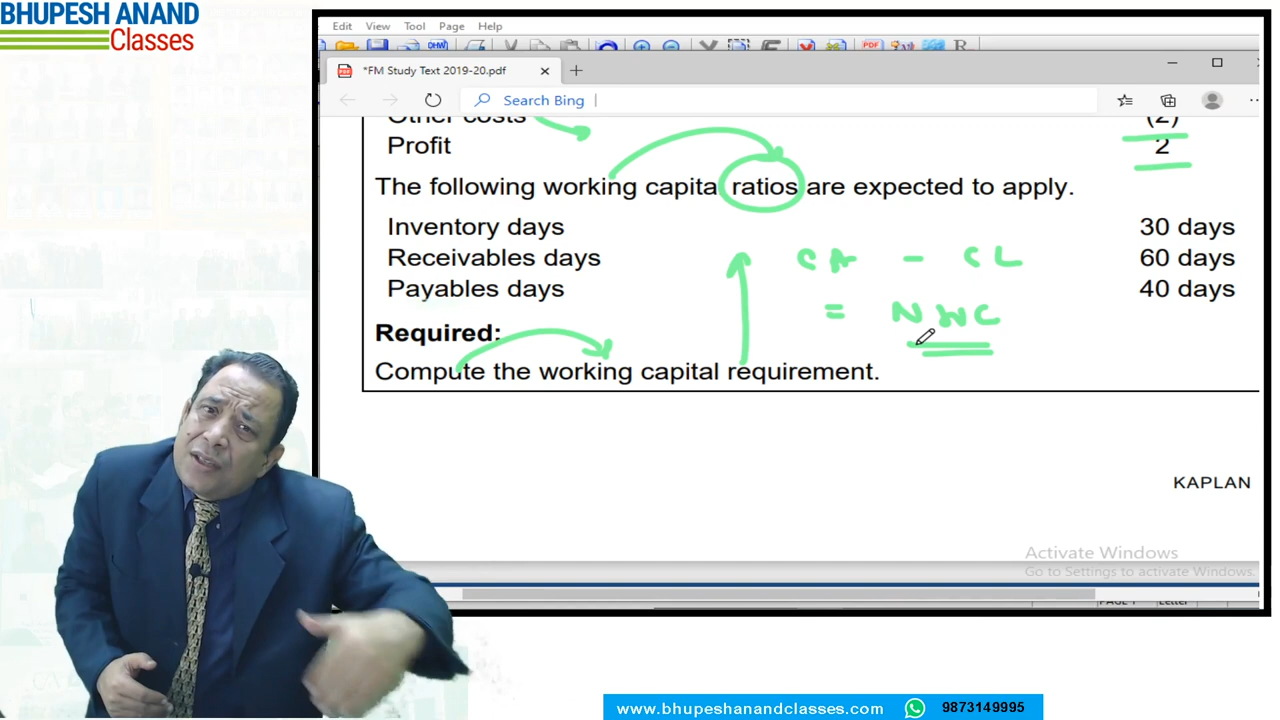 BHUPESH ANAND
Classes
Edit View Tool Page Help
*FM Study Text 2019-20.pdf
Search Bing
Other costs (2)
Profit 2
The following working capital ratios are expected to apply.
Inventory days 30 days
Receivables days 60 days
Payables days 40 days
CA - CL
= NWC
Required:
Compute the working capital requirement.
KAPLAN
Activate Windows
Go to Settings to activate Windows.
PAGE 1 Letter
www.bhupeshanandclasses.com 9873149995